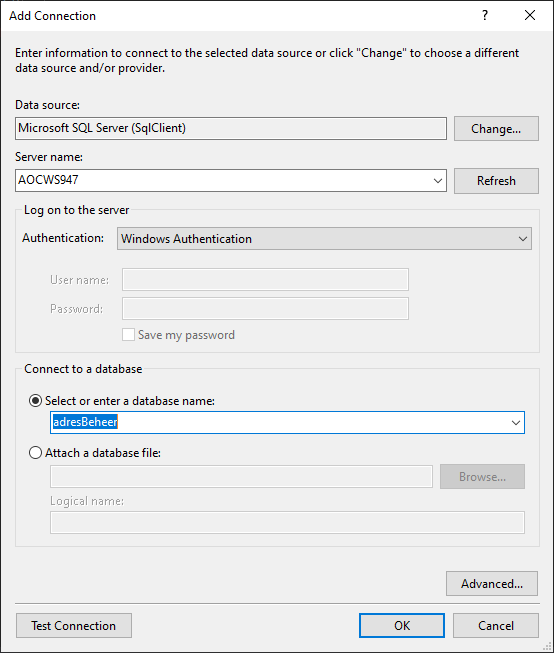 Add Connection
?
Enter information to connect to the selected data source or click "Change" to choose a different
data source and/or provider.
Data source:
Microsoft SQL Server (SqlClient)
Change...
Server name:
AOCWS947
Refresh
Log on to the server
Authentication:
Windows Authentication
User name:
Password:
Save my password
Connect to a database
Select or enter a database name:
adresBeheer
Attach a database file:
Browse...
Logical name:
Advanced...
Test Connection
OK
Cancel